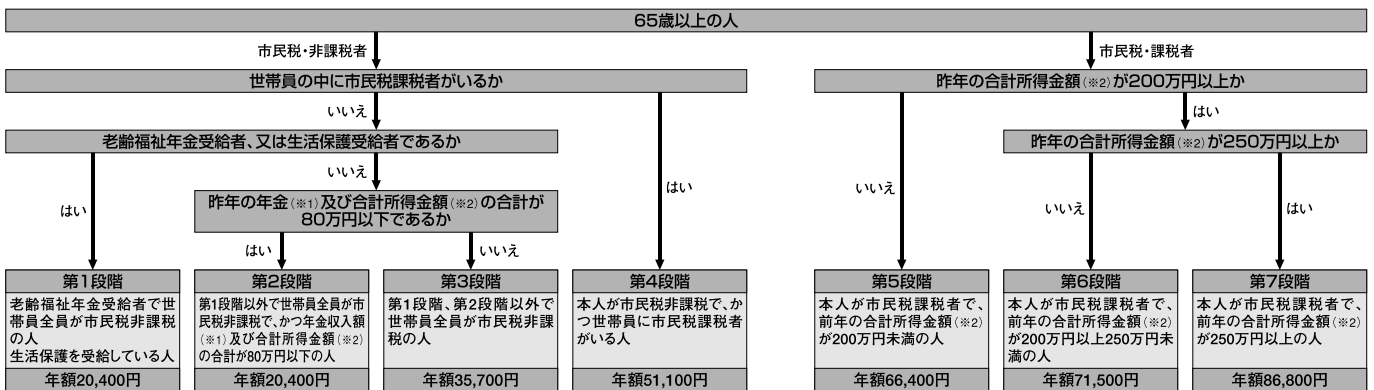 65歳以上の人
市民税・非課税者
市民税・課税者
世帯員の中に市民税課税者がいるか
昨年の合計所得金額(※2)が200万円以上か
いいえ
はい
老齢福祉年金受給者、又は生活保護受給者であるか
昨年の合計所得金額(※2)が250万円以上か
いいえ
はい
いいえ
昨年の年金(※1)及び合計所得金額(※2)の合計が
80万円以下であるか
はい
いいえ
はい
はい
いいえ
第1段階
老齢福祉年金受給者で世
帯員全員が市民税非課税
の人
生活保護を受給している人
年額20,400円
第2段階
第1段階以外で世帯員全員が市
民税非課税で、かつ年金収入額
(※1)及び合計所得金額(※2)
の合計が80万円以下の人
年額20,400円
第3段階
第1段階、第2段階以外で
世帯員全員が市民税非課
税の人
年額35,700円
第4段階
本人が市民税非課税で、か
つ世帯員に市民税課税者
がいる人
年額51,100円
第5段階
本人が市民税課税者で、
前年の合計所得金額(※2)
が200万円未満の人
年額66,400円
第6段階
本人が市民税課税者で、
前年の合計所得金額(※2)
が200万円以上250万円未
満の人
年額71,500円
第7段階
本人が市民税課税者で、
前年の合計所得金額(※2)
が250万円以上の人
年額86,800円